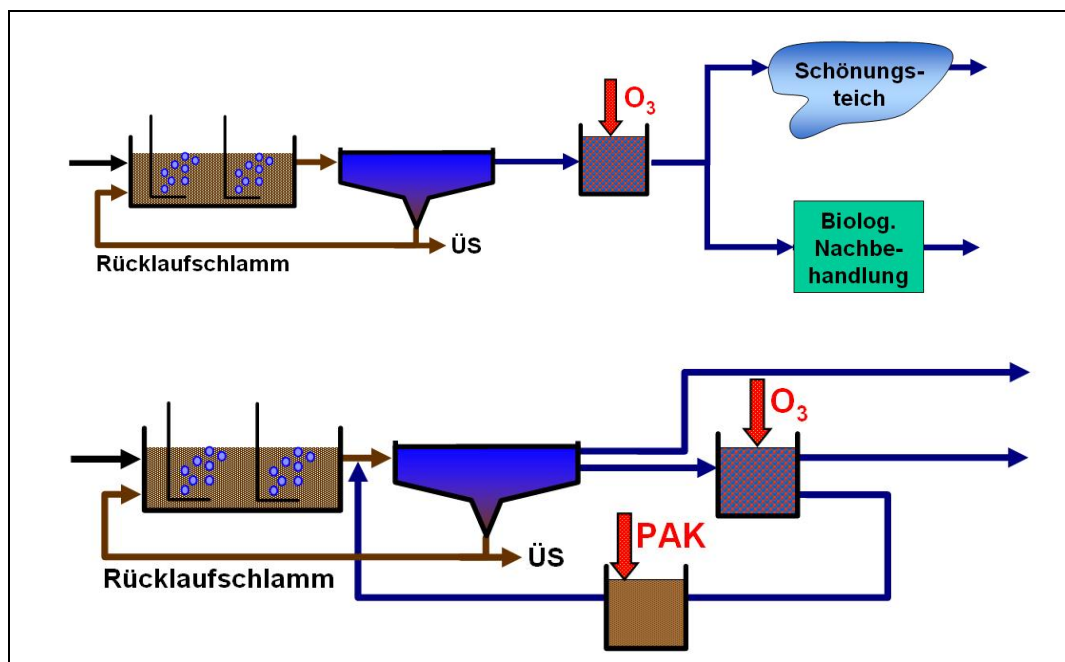 O3
Schönungs-
teich
Rücklaufschlamm
ÜS
Biolog.
Nachbe-
handlung
O3
PAK
Rücklaufschlamm
ÜS